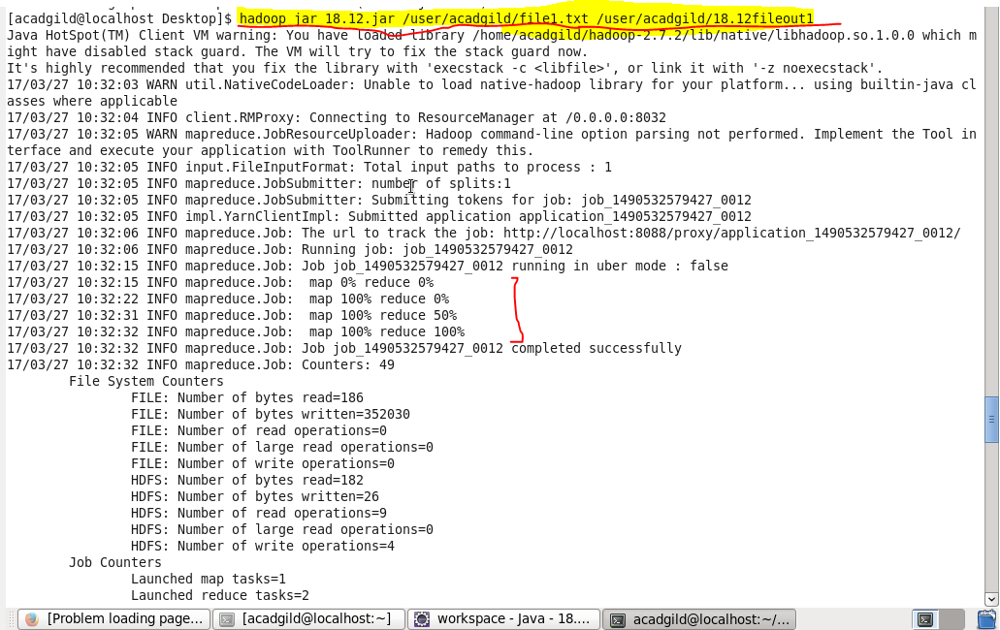 [acadgild@localhost Desktop]$ hadoop jar 18.12.jar /user/acadgild/file1.txt /user/acadgild/18.12fileout1
Java HotSpot(TM) Client VM warning: You have loaded library /home/acadgild/hadoop-2.7.2/lib/native/libhadoop.so.1.0.0 which m
ight have disabled stack guard. The VM will try to fix the stack guard now.
It's highly recommended that you fix the library with 'execstack -c <libfile>', or link it with '-z noexecstack'.
17/03/27 10:32:03 WARN util.NativeCodeLoader: Unable to load native-hadoop library for your platform... using builtin-java cl
asses where applicable
17/03/27 10:32:04 INFO client.RMProxy: Connecting to ResourceManager at /0.0.0.0:8032
17/03/27 10:32:05 WARN mapreduce.JobResourceUploader: Hadoop command-line option parsing not performed. Implement the Tool in
terface and execute your application with ToolRunner to remedy this.
17/03/27 10:32:05 INFO input.FileInputFormat: Total input paths to process : 1
17/03/27 10:32:05 INFO mapreduce.JobSubmitter: number of splits:1
17/03/27 10:32:05 INFO mapreduce.JobSubmitter: Submitting tokens for job: job_1490532579427_0012
17/03/27 10:32:05 INFO impl.YarnClientImpl: Submitted application application_1490532579427_0012
17/03/27 10:32:06 INFO mapreduce.Job: The url to track the job: http://localhost:8088/proxy/application_1490532579427_0012/
17/03/27 10:32:06 INFO mapreduce.Job: Running job: job_1490532579427_0012
17/03/27 10:32:15 INFO mapreduce.Job: Job job_1490532579427_0012 running in uber mode : false
17/03/27 10:32:15 INFO mapreduce.Job:  map 0% reduce 0%
17/03/27 10:32:22 INFO mapreduce.Job:  map 100% reduce 0%
17/03/27 10:32:31 INFO mapreduce.Job:  map 100% reduce 50%
17/03/27 10:32:32 INFO mapreduce.Job:  map 100% reduce 100%
17/03/27 10:32:32 INFO mapreduce.Job: Job job_1490532579427_0012 completed successfully
17/03/27 10:32:32 INFO mapreduce.Job: Counters: 49
File System Counters
FILE: Number of bytes read=186
FILE: Number of bytes written=352030
FILE: Number of read operations=0
FILE: Number of large read operations=0
FILE: Number of write operations=0
HDFS: Number of bytes read=182
HDFS: Number of bytes written=26
HDFS: Number of read operations=9
HDFS: Number of large read operations=0
HDFS: Number of write operations=4
Job Counters
Launched map tasks=1
Launched reduce tasks=2
[Problem loading page... [acadgild@localhost:~] workspace - Java - 18.... acadgild@localhost:~/...